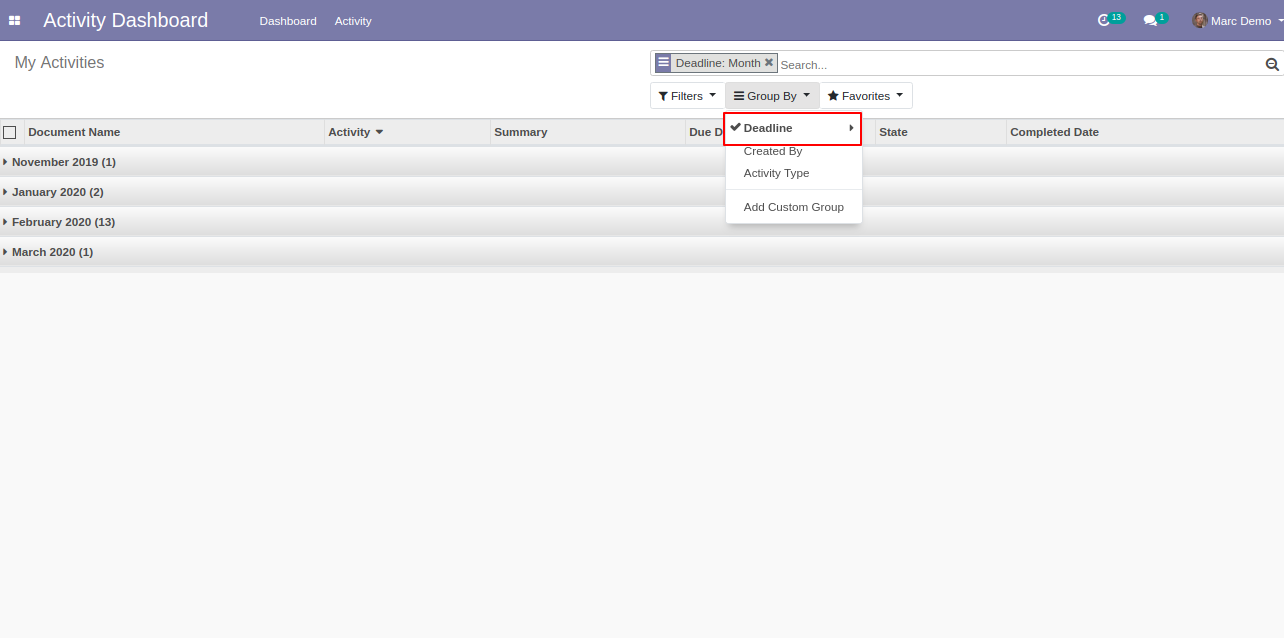 Activity Dashboard Dashboard Activity 13 1 Marc Demo
My Activities
Deadline: Month Search...
Filters Group By Favorites
Document Name Activity Summary Due D State Completed Date
Deadline
Created By
Activity Type
Add Custom Group
November 2019 (1)
January 2020 (2)
February 2020 (13)
March 2020 (1)